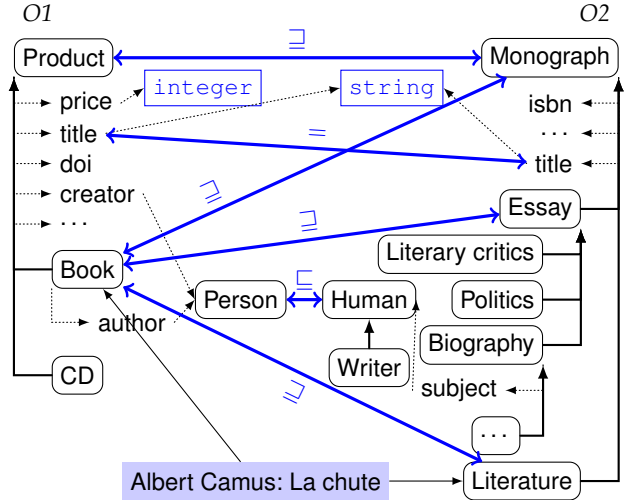 O1 O2
Product ⊒ Monograph
price integer string isbn
title = ···
doi title
creator ⊒
··· ⊒ Essay
Book Literary critics
Person ⊑ Human Politics
author
Writer Biography
CD ⊒ subject
···
Albert Camus: La chute Literature